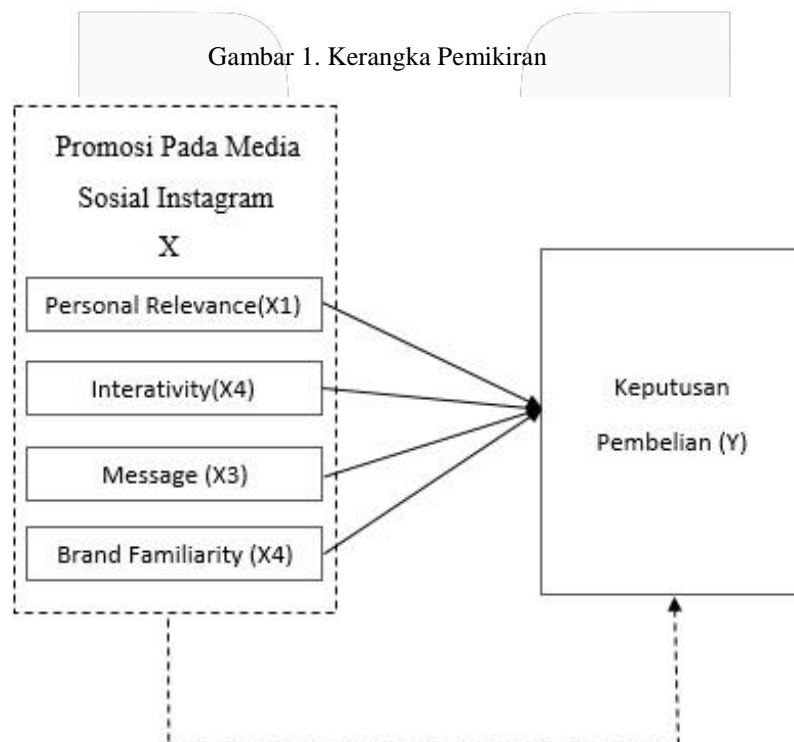 Gambar 1. Kerangka Pemikiran
Promosi Pada Media
Sosial Instagram
X
Personal Relevance(X1)
Interativity(X4)
Message (X3)
Brand Familiarity (X4)
Keputusan
Pembelian (Y)